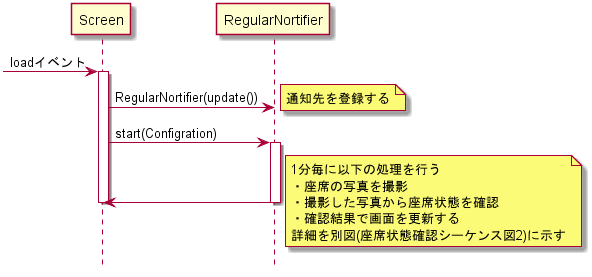 Screen
RegularNortifier
loadイベント
RegularNortifier(update())
通知先を登録する
start(Configration)
1分毎に以下の処理を行う
・座席の写真を撮影
・撮影した写真から座席状態を確認
・確認結果で画面を更新する
詳細を別図(座席状態確認シーケンス図2)に示す